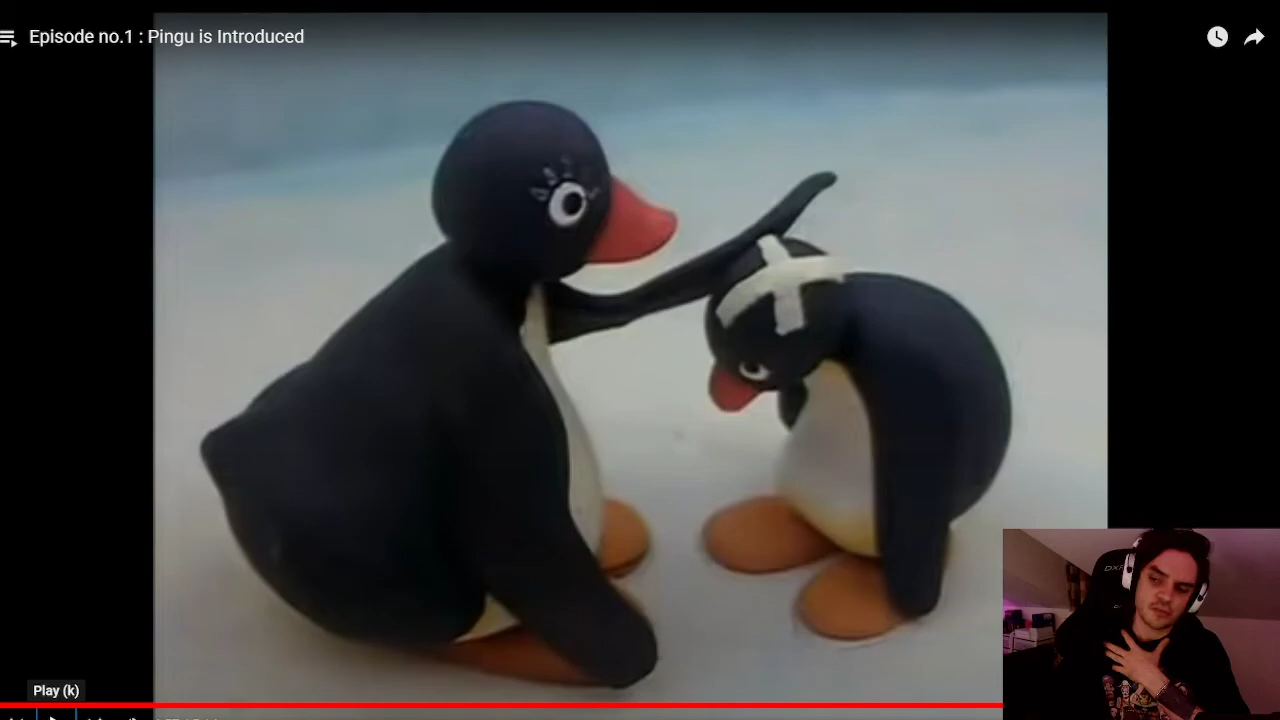 Episode no.1 : Pingu is Introduced
Play (k)